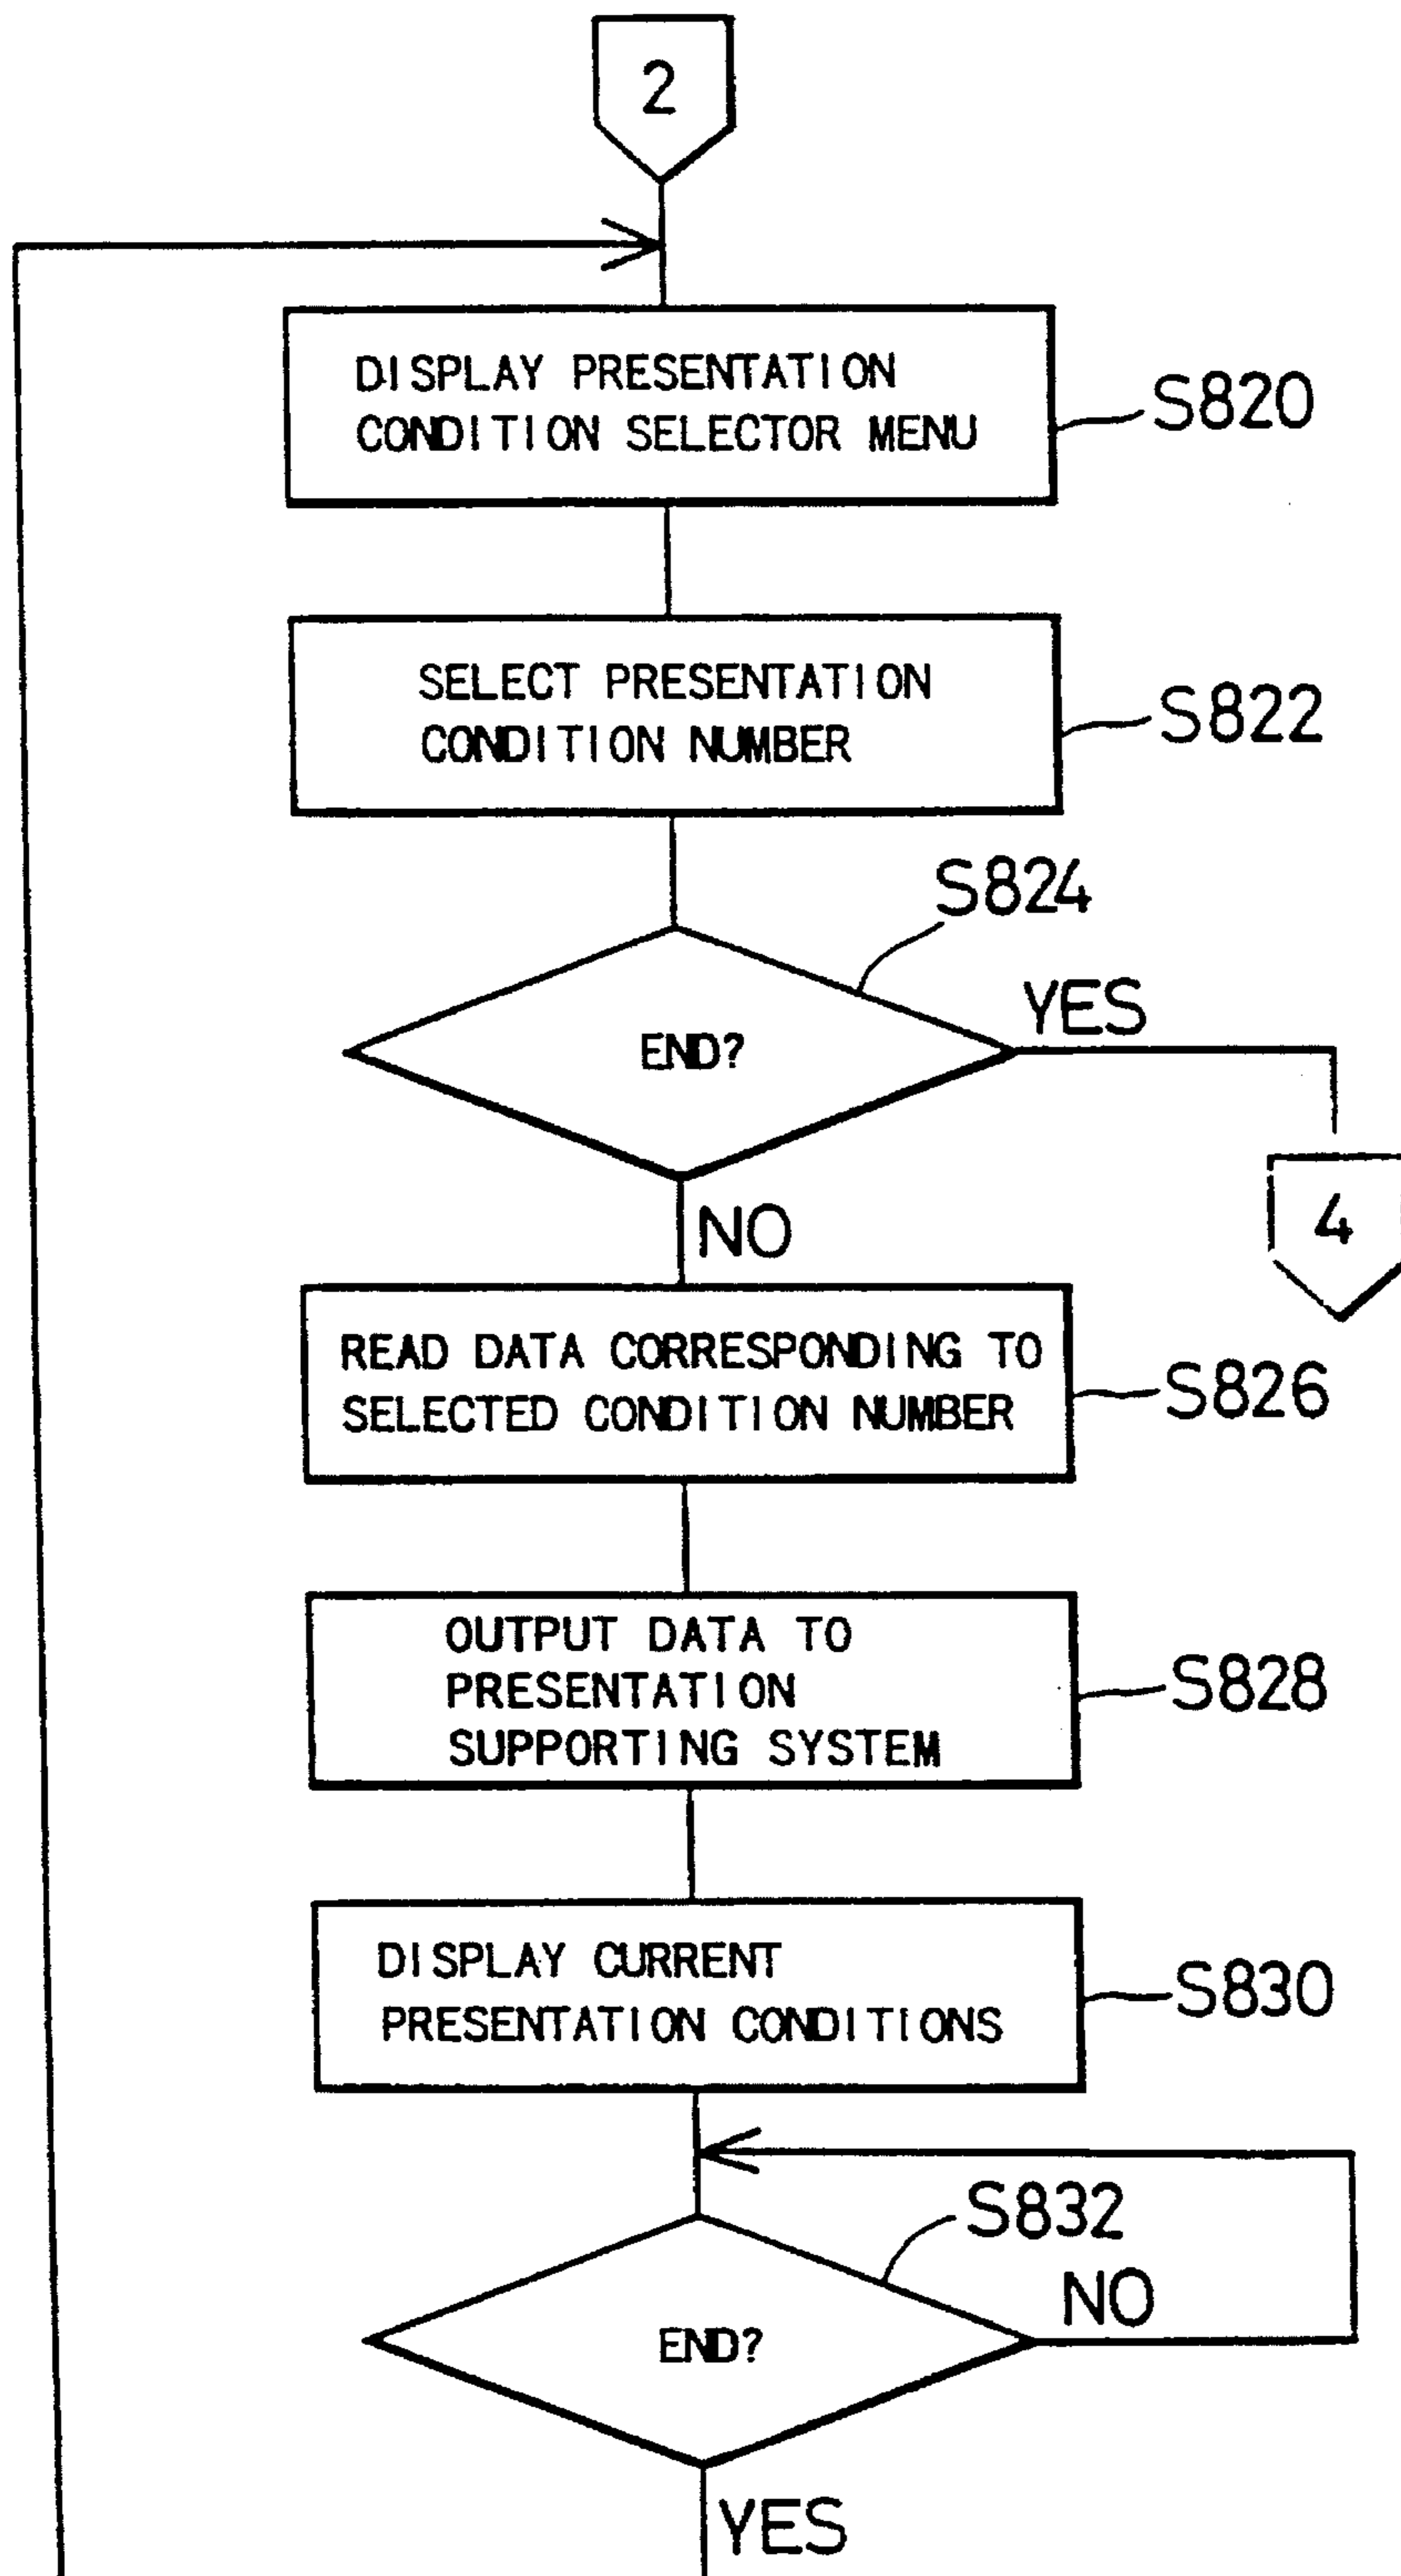 2
DISPLAY PRESENTATION
CONDITION SELECTOR MENU
S820
SELECT PRESENTATION
CONDITION NUMBER
S822
S824
END?
YES
4
NO
READ DATA CORRESPONDING TO
SELECTED CONDITION NUMBER
S826
OUTPUT DATA TO
PRESENTATION
SUPPORTING SYSTEM
S828
DISPLAY CURRENT
PRESENTATION CONDITIONS
S830
S832
END?
NO
YES